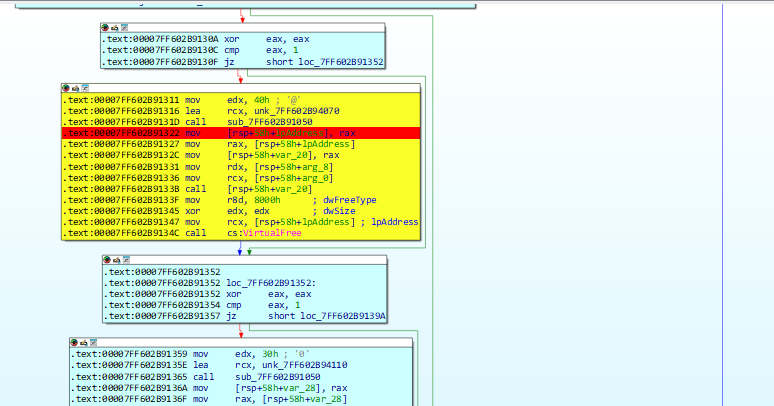 .text:00007FF602B9130A xor eax, eax
.text:00007FF602B9130C cmp eax, 1
.text:00007FF602B9130F jz short loc_7FF602B91352
.text:00007FF602B91311 mov edx, 40h ; '@'
.text:00007FF602B91316 lea rcx, unk_7FF602B94070
.text:00007FF602B9131D call sub_7FF602B91050
.text:00007FF602B91322 mov [rsp+58h+lpAddress], rax
.text:00007FF602B91327 mov rax, [rsp+58h+lpAddress]
.text:00007FF602B9132C mov [rsp+58h+var_20], rax
.text:00007FF602B91331 mov rdx, [rsp+58h+arg_8]
.text:00007FF602B91336 mov rcx, [rsp+58h+arg_0]
.text:00007FF602B9133B call [rsp+58h+var_20]
.text:00007FF602B9133F mov r8d, 8000h ; dwFreeType
.text:00007FF602B91345 xor edx, edx ; dwSize
.text:00007FF602B91347 mov rcx, [rsp+58h+lpAddress] ; lpAddress
.text:00007FF602B9134C call cs:VirtualFree
.text:00007FF602B91352
.text:00007FF602B91352 loc_7FF602B91352:
.text:00007FF602B91352 xor eax, eax
.text:00007FF602B91354 cmp eax, 1
.text:00007FF602B91357 jz short loc_7FF602B9139A
.text:00007FF602B91359 mov edx, 30h ; '0'
.text:00007FF602B9135E lea rcx, unk_7FF602B94110
.text:00007FF602B91365 call sub_7FF602B91050
.text:00007FF602B9136A mov [rsp+58h+var_28], rax
.text:00007FF602B9136F mov rax, [rsp+58h+var_28]